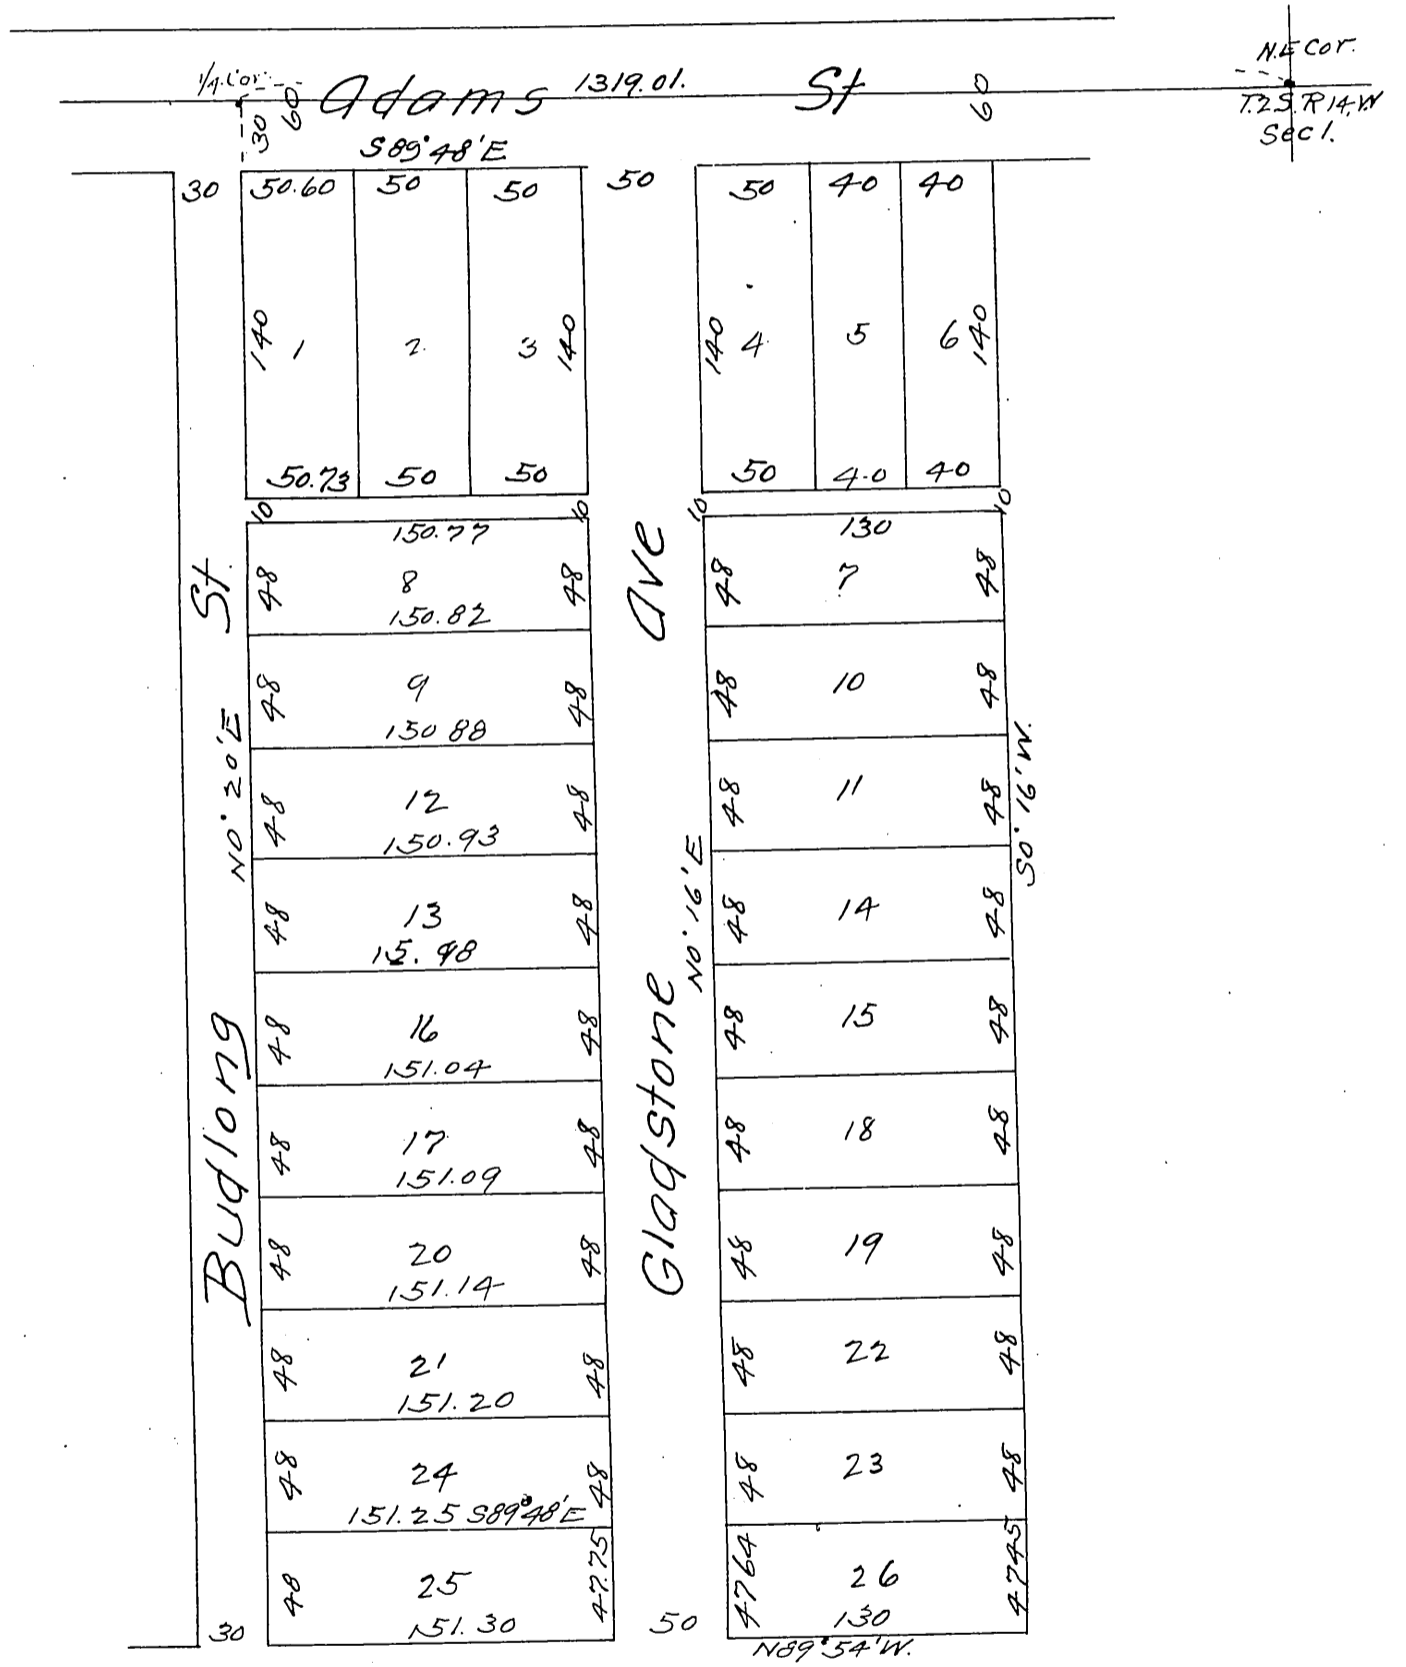 1/4 Cor.
Adams 1319.01. St
N.E Cor.
T.2 S. R 14, W
Sec 1.
30
60
60
S 89° 48' E
30 50.60 50 50 50 50 40 40
140 1 2 3 140 140 4 5 6 140
50.73 50 50 50 40 40
10 10 10 10
150.77
48 8 48
150.82
48 9 48
150 88
48 12 48
150.93
48 13 48
15. 98
48 16 48
151.04
48 17 48
151.09
48 20 48
151.14
48 21 48
151.20
48 24 48
151.25 S89°48'E
48 25 47.75
151.30
30
Budlong St.
N0° 20' E
Gladstone Ave
N0° 16' E
50
130
48 7 48
48 10 48
48 11 48
48 14 48
48 15 48
48 18 48
48 19 48
48 22 48
48 23 48
4764 26 4745
130
N89° 54' W.
S0° 16' W.